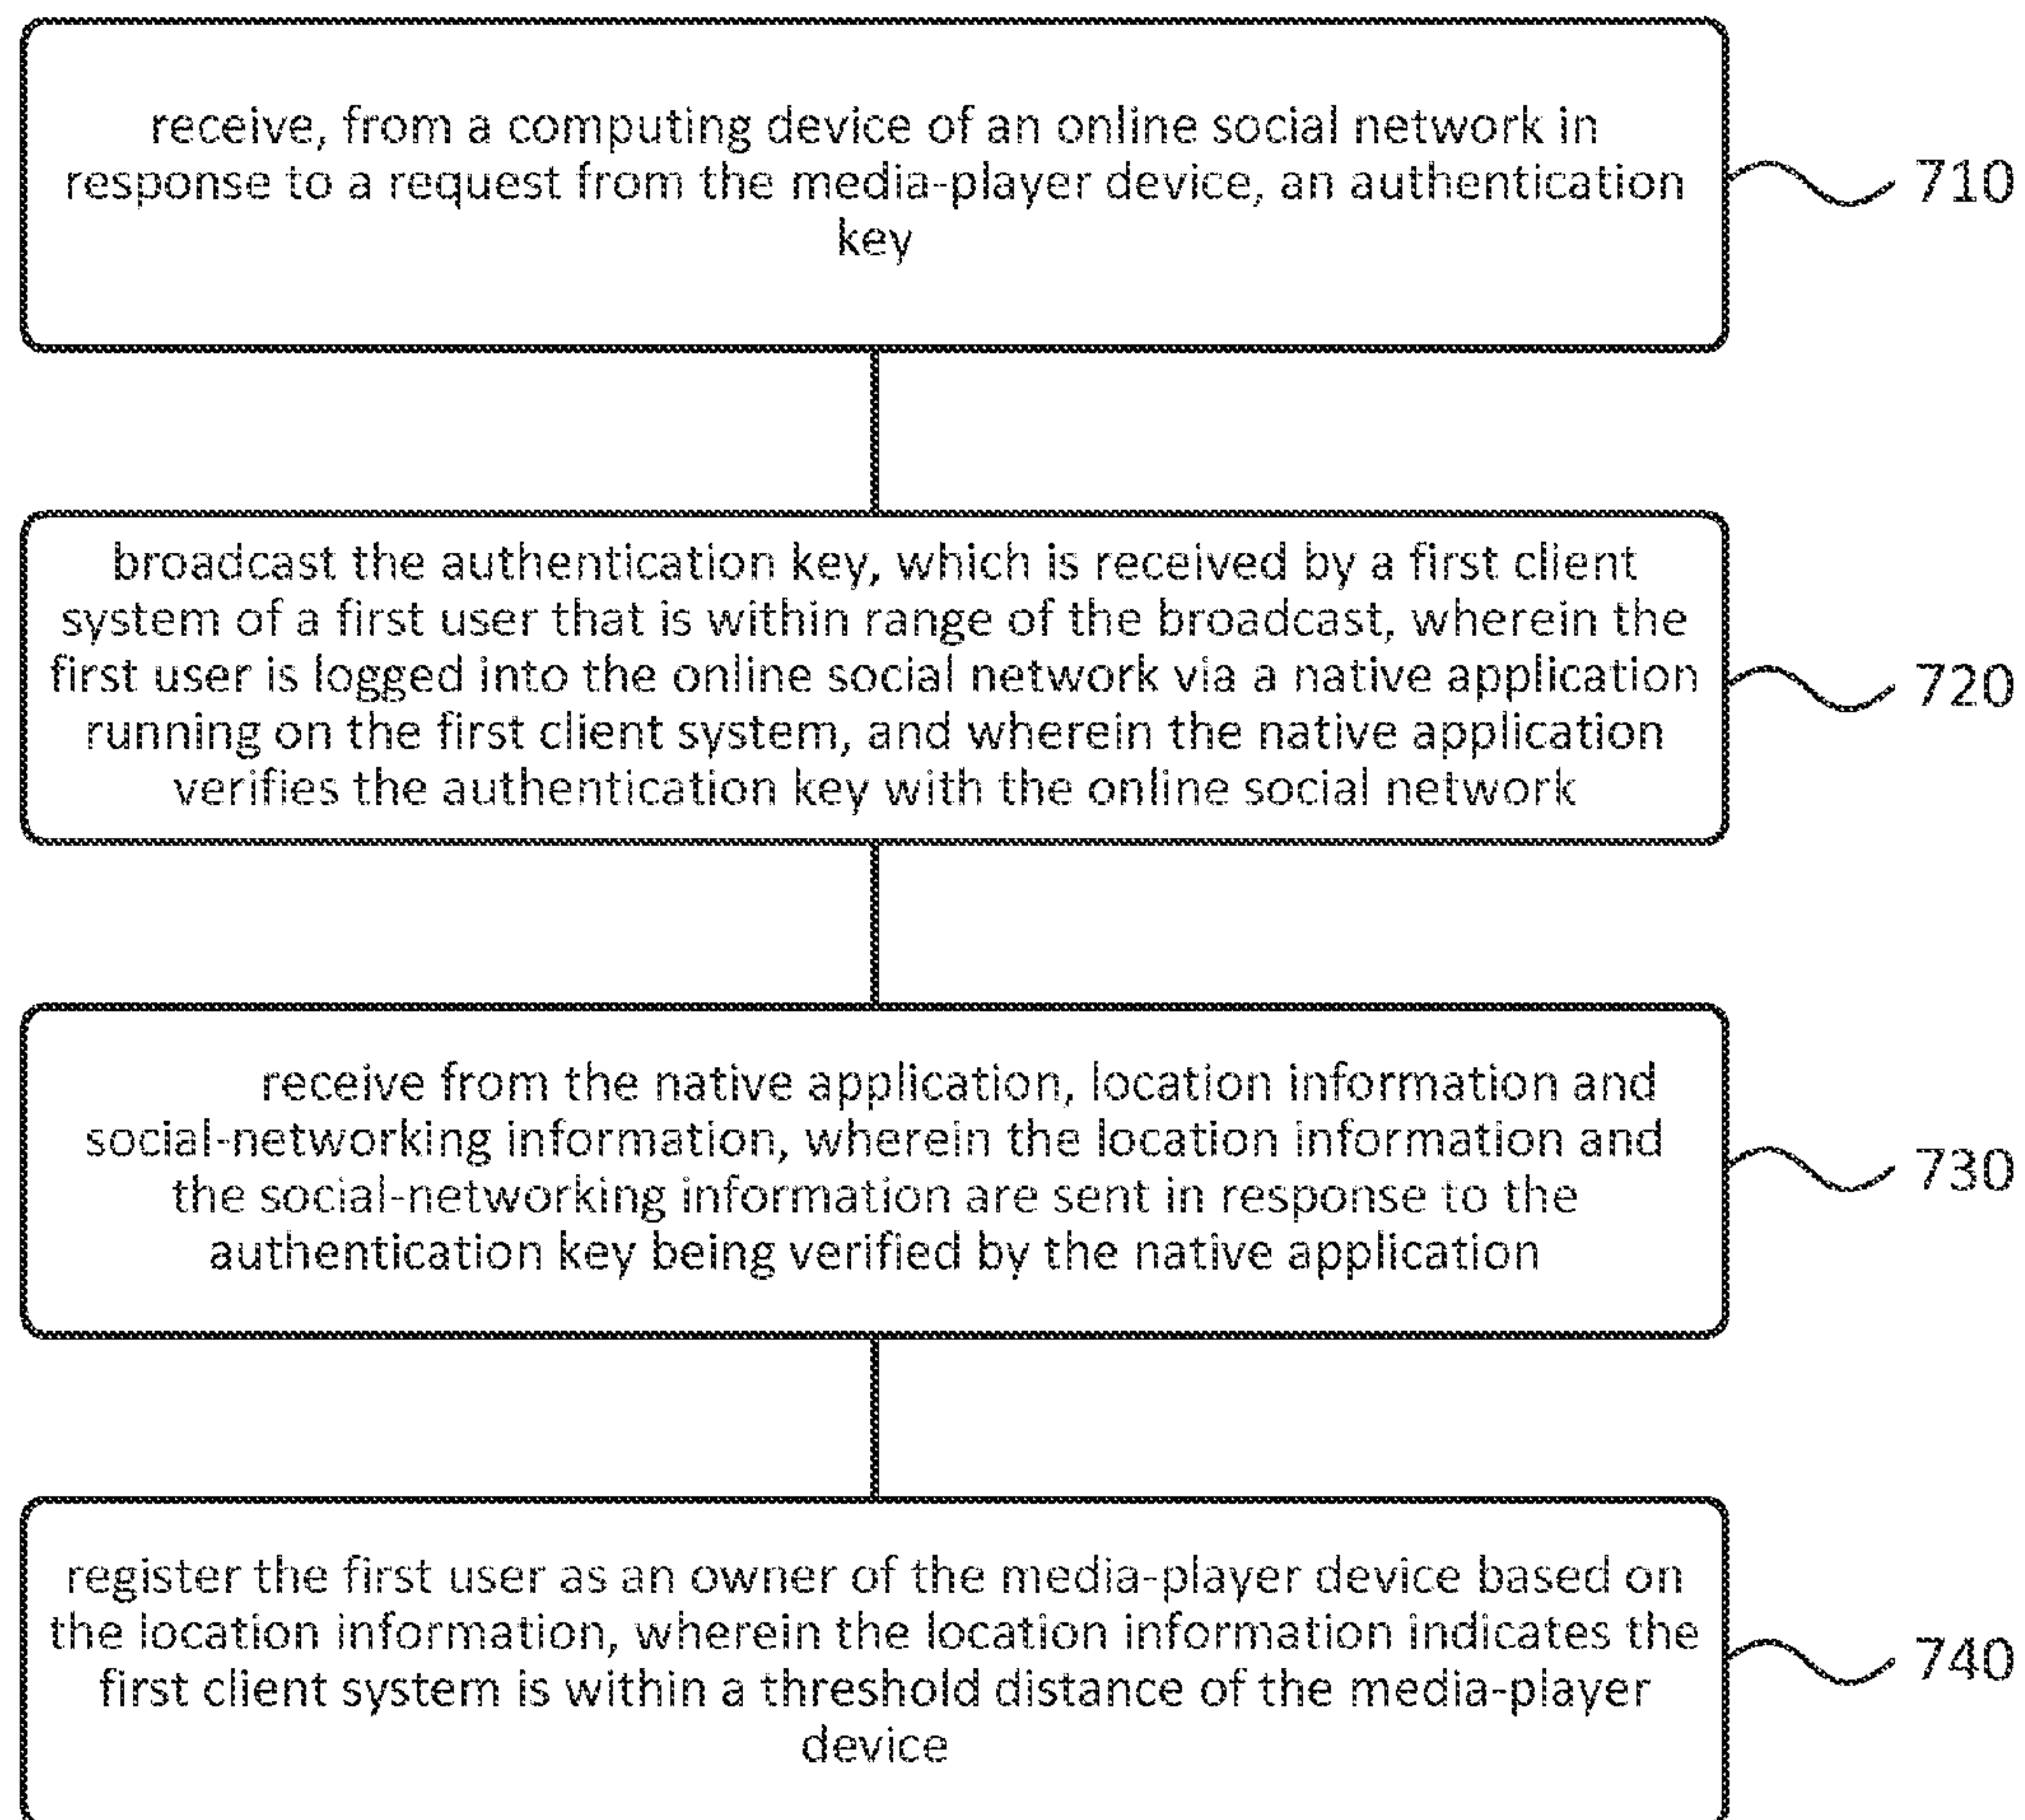 receive, from a computing device of an online social network in
response to a request from the media-player device, an authentication
key
710
broadcast the authentication key, which is received by a first client
system of a first user that is within range of the broadcast, wherein the
first user is logged into the online social network via a native application
running on the first client system, and wherein the native application
verifies the authentication key with the online social network
720
receive from the native application, location information and
social-networking information, wherein the location information and
the social-networking information are sent in response to the
authentication key being verified by the native application
730
register the first user as an owner of the media-player device based on
the location information, wherein the location information indicates the
first client system is within a threshold distance of the media-player
device
740